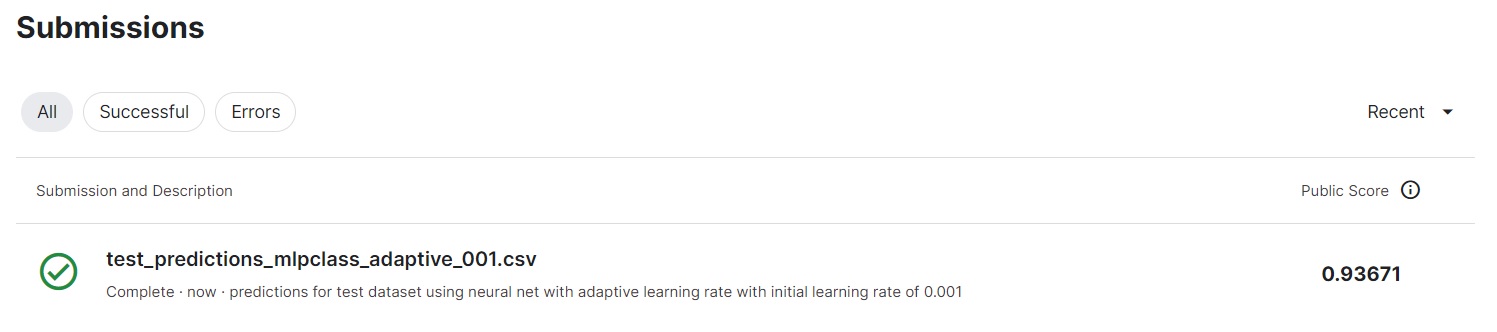 Submissions
All Successful Errors Recent
Submission and Description Public Score
test_predictions_mlpclass_adaptive_001.csv
0.93671
Complete · now · predictions for test dataset using neural net with adaptive learning rate with initial learning rate of 0.001